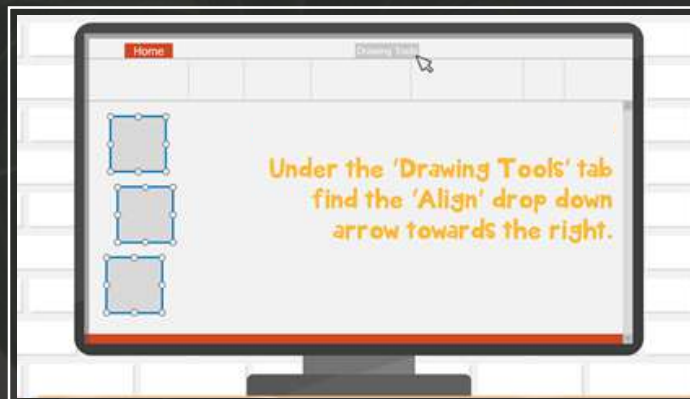 Home
Drawing Tools
Under the 'Drawing Tools' tab
find the 'Align' drop down
arrow towards the right.